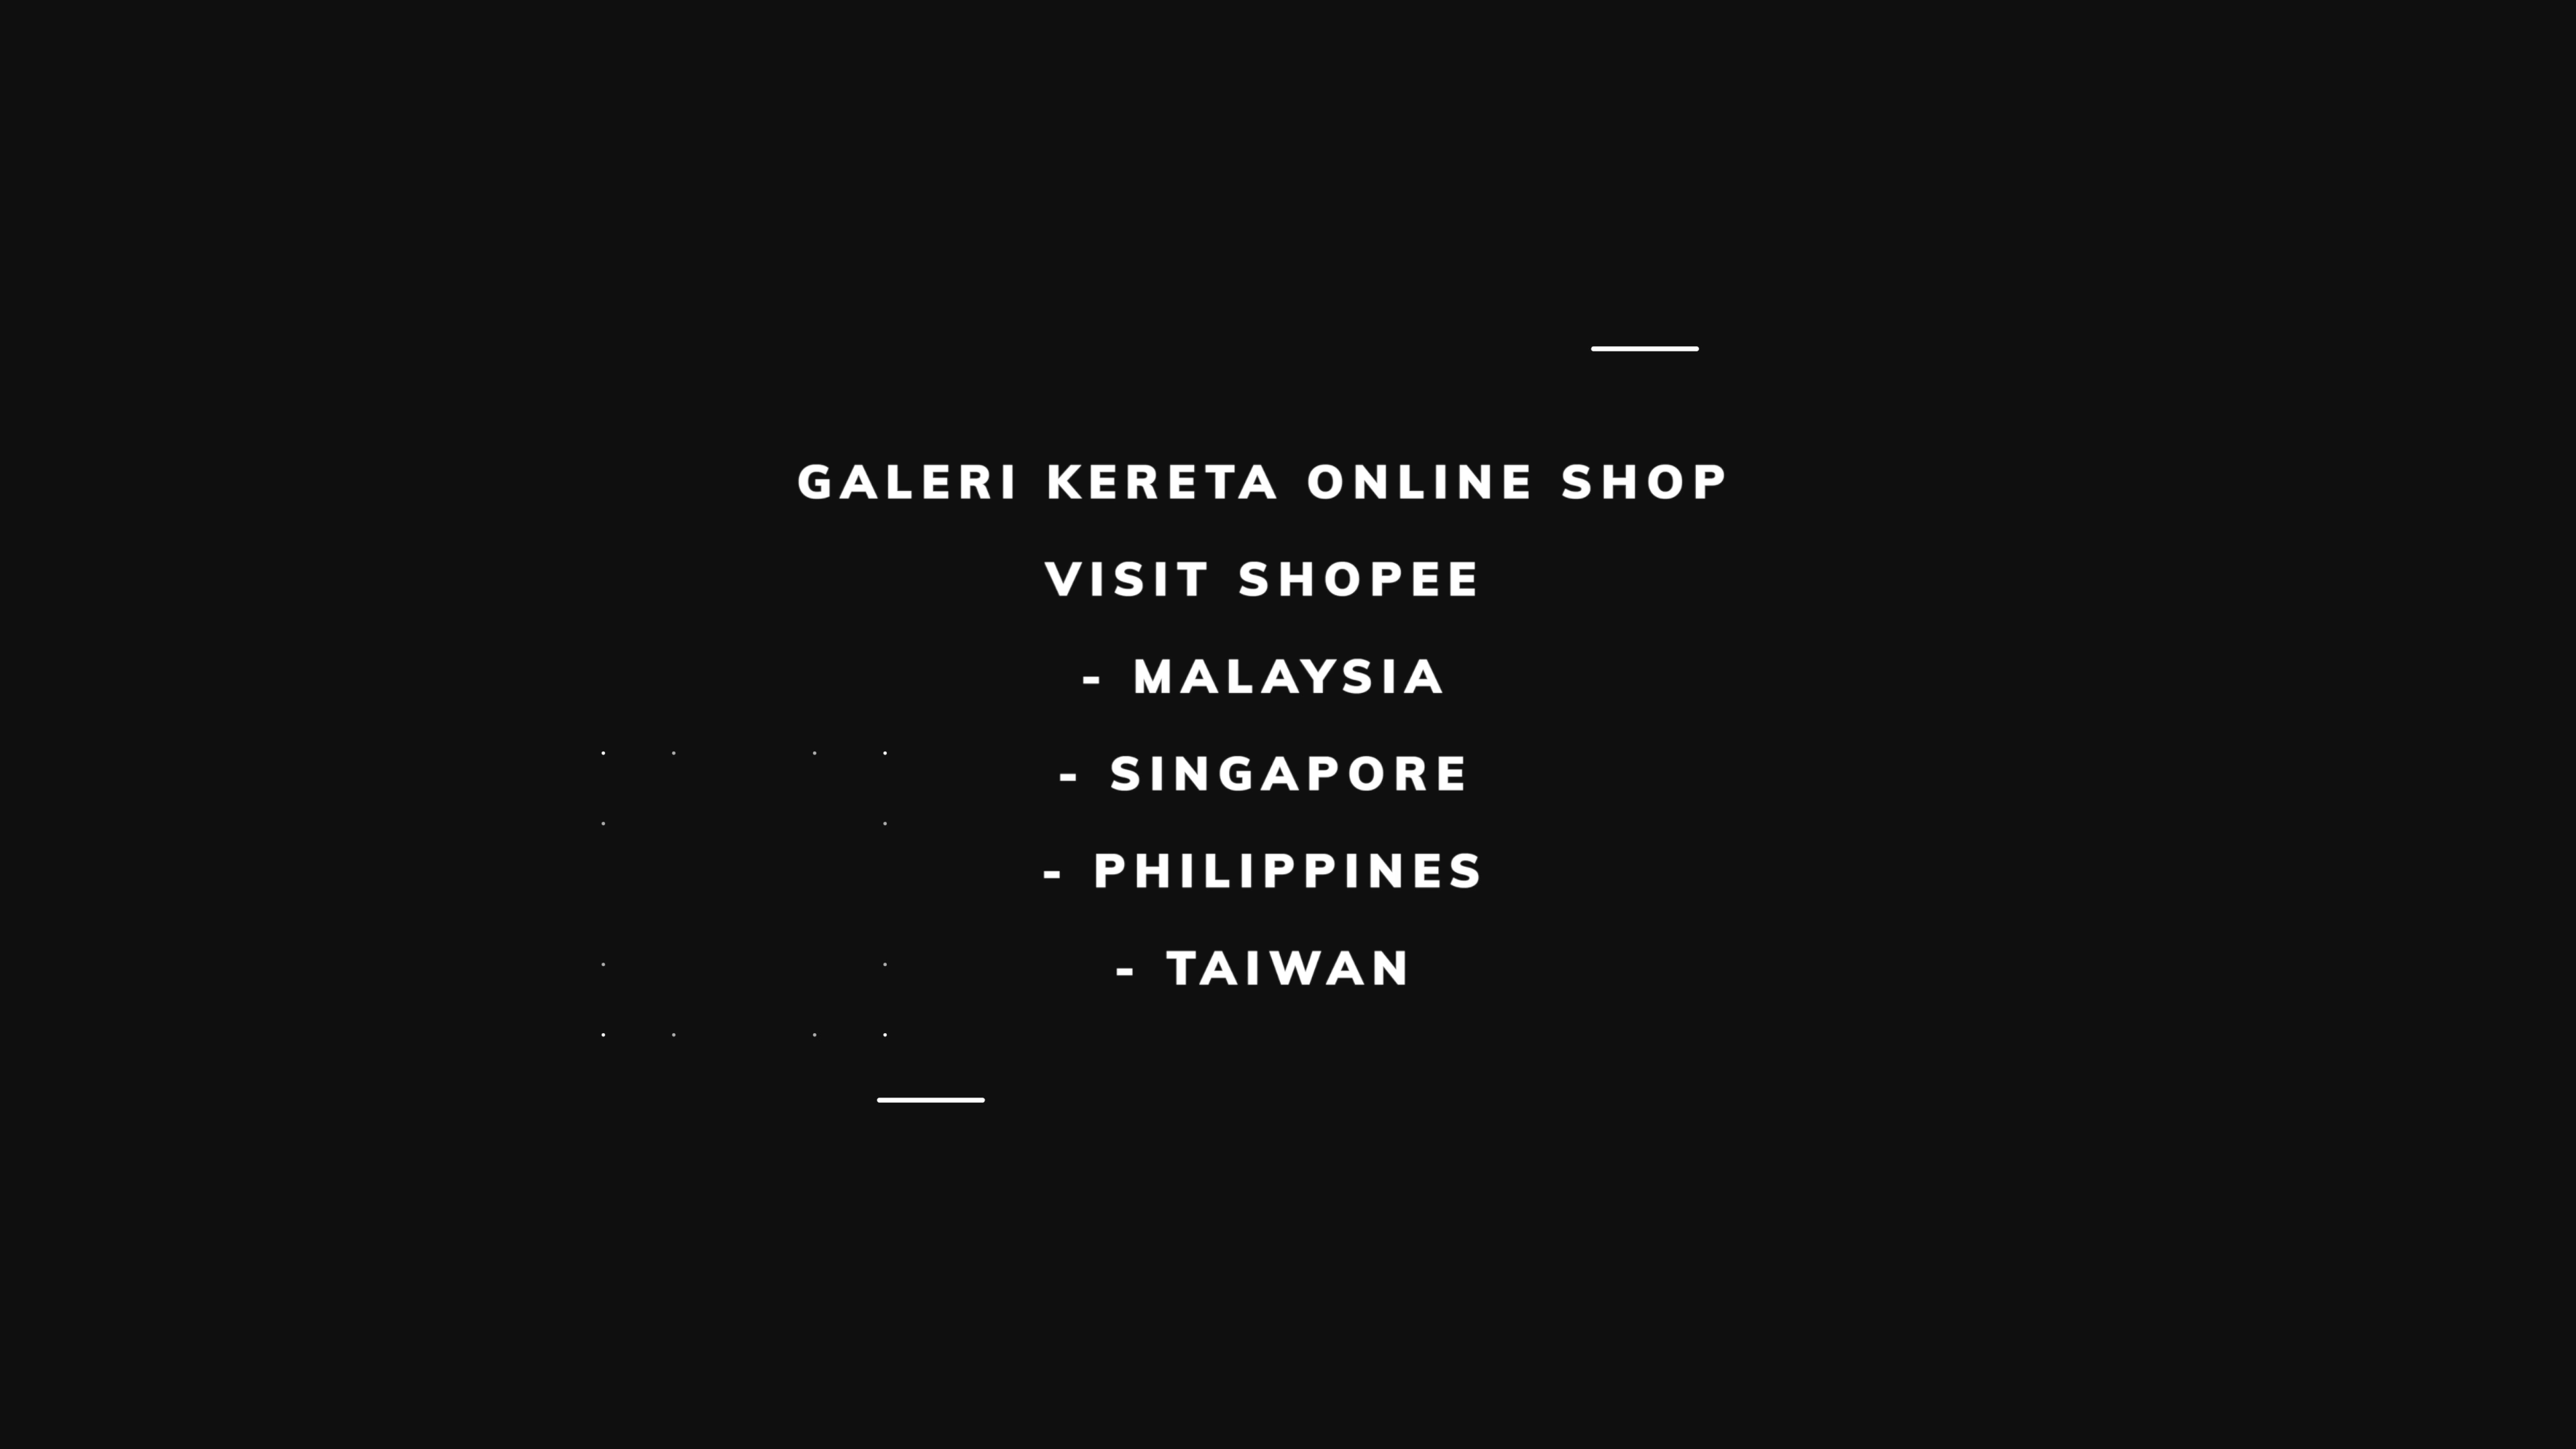 GALERI KERETA ONLINE SHOP
VISIT SHOPEE
- MALAYSIA
- SINGAPORE
- PHILIPPINES
- TAIWAN